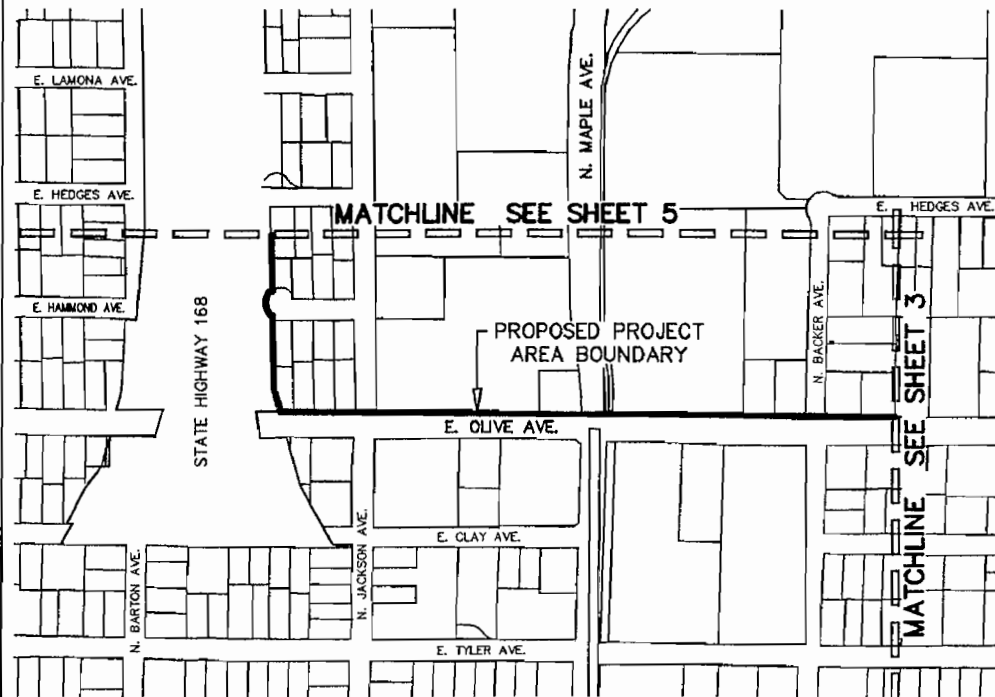 E. LAMONA AVE.
N. MAPLE AVE.
E. HEDGES AVE.
E. HEDGES AVE.
MATCHLINE SEE SHEET 5
E. HAMMOND AVE.
STATE HIGHWAY 168
PROPOSED PROJECT
AREA BOUNDARY
N. BACKER AVE.
MATCHLINE SEE SHEET 3
E. OLIVE AVE.
E. CLAY AVE.
N. BARTON AVE.
N. JACKSON AVE.
E. TYLER AVE.